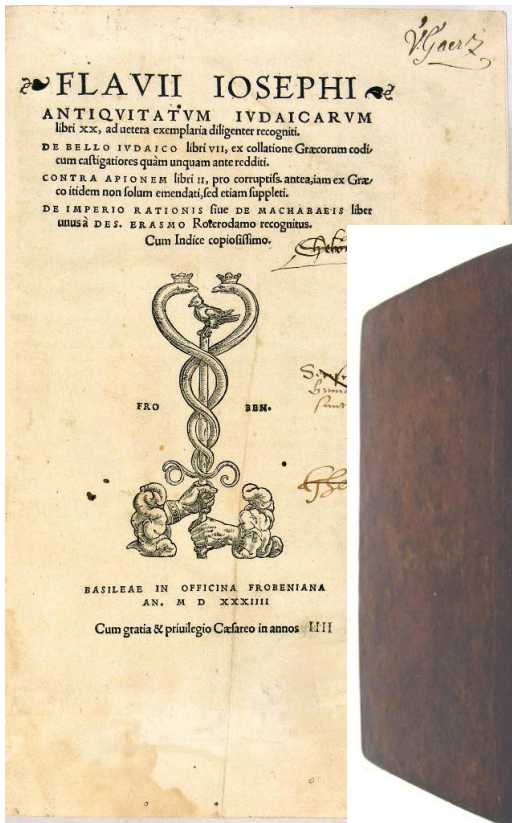 V. Gaerz
FLAVII IOSEPHI
ANTIQVITATVM IVDAICARVM
libri XX, ad uetera exemplaria diligenter recogniti.
DE BELLO IVDAICO libri VII, ex collatione Græcorum codi-
cum castigatiores quàm unquam ante redditi.
CONTRA APIONEM libri II, pro corruptiss. antea, iam ex Græ-
co itidem non solum emendati, sed etiam suppleti.
DE IMPERIO RATIONIS siue DE MACHABAEIS liber
unus à DES. ERASMO Roterodamo recognitus.
Cum Indice copiosissimo.
FRO BEN.
BASILEAE IN OFFICINA FROBENIANA
AN. M D XXXIIII
Cum gratia & priuilegio Cæsareo in annos IIII